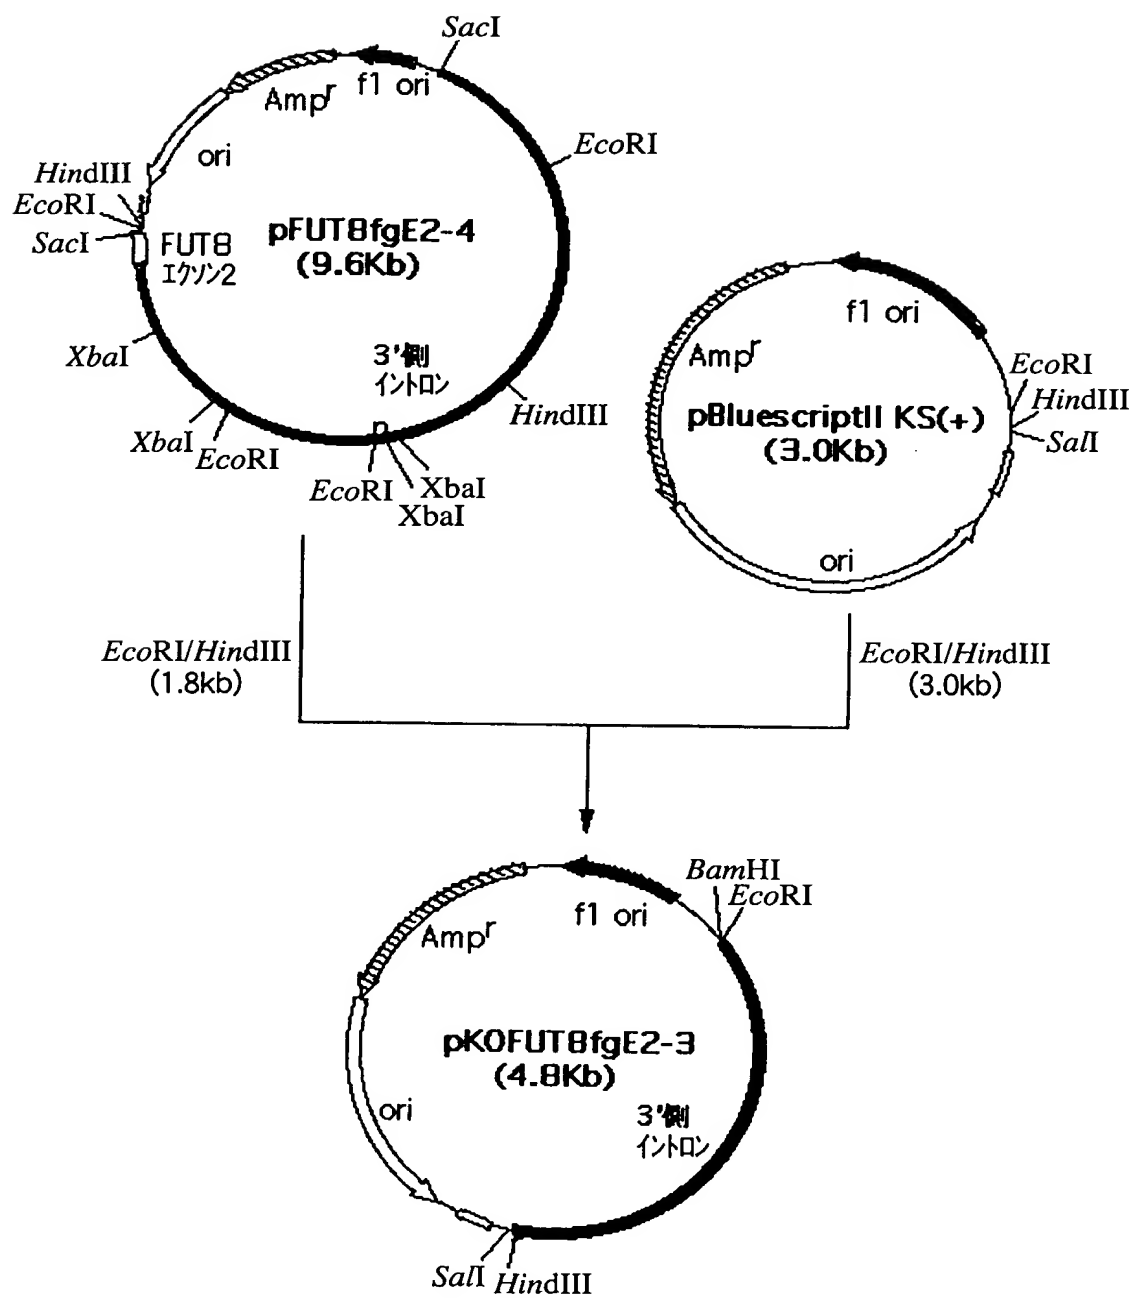 SacI
f1 ori
Ampr
EcoRI
ori
HindIII
EcoRI
SacI
FUT8
エクソン2
pFUT8fgE2-4
(9.6Kb)
XbaI
3'側
イントロン
HindIII
XbaI
EcoRI
EcoRI
XbaI
XbaI
f1 ori
Ampr
EcoRI
HindIII
SalI
pBluescriptII KS(+)
(3.0Kb)
ori
EcoRI/HindIII
(1.8kb)
EcoRI/HindIII
(3.0kb)
BamHI
EcoRI
f1 ori
Ampr
pKOFUT8fgE2-3
(4.8Kb)
ori
3'側
イントロン
SalI
HindIII